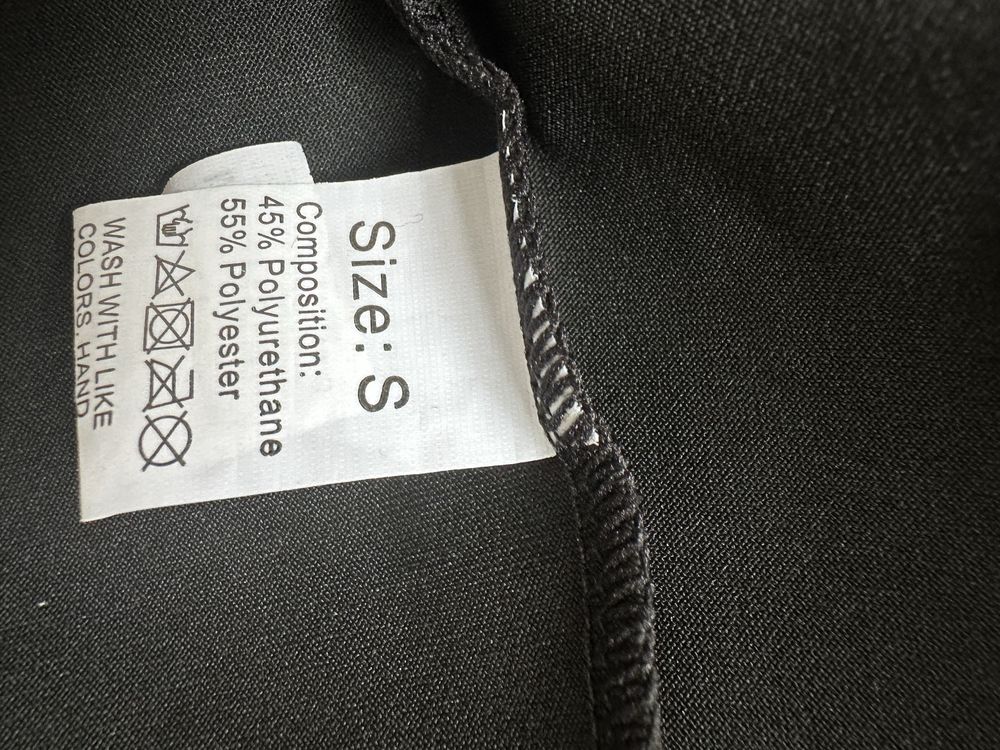 Size: S
Composition:
45% Polyurethane
55% Polyester
WASH WITH LIKE
COLORS. HAND